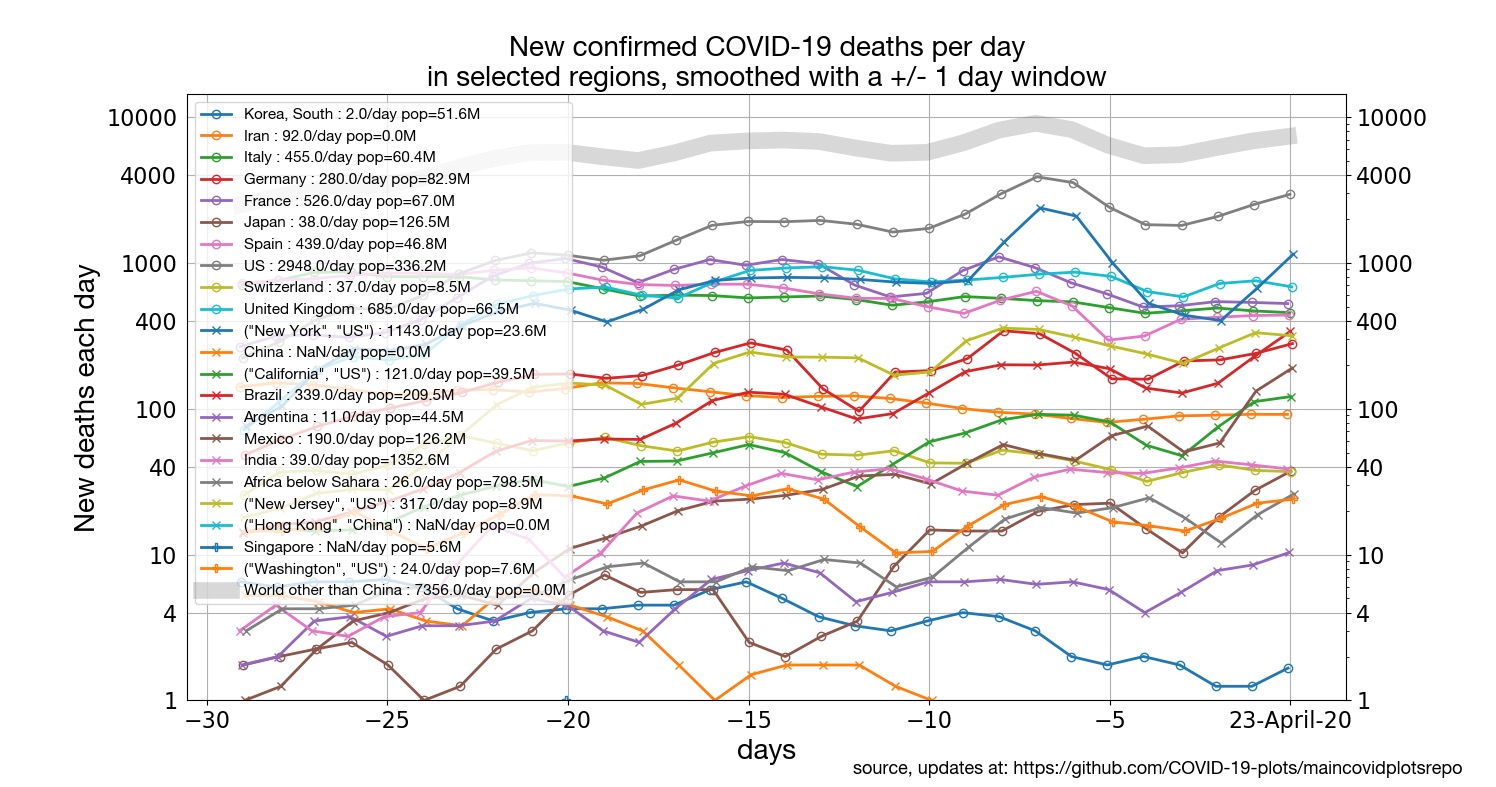 New confirmed COVID-19 deaths per day
in selected regions, smoothed with a +/- 1 day window
New deaths each day
10000
4000
1000
400
100
40
10
4
1
Korea, South : 2.0/day pop=51.6M
Iran : 92.0/day pop=0.0M
Italy : 455.0/day pop=60.4M
Germany : 280.0/day pop=82.9M
France : 526.0/day pop=67.0M
Japan : 38.0/day pop=126.5M
Spain : 439.0/day pop=46.8M
US : 2948.0/day pop=336.2M
Switzerland : 37.0/day pop=8.5M
United Kingdom : 685.0/day pop=66.5M
("New York", "US") : 1143.0/day pop=23.6M
China : NaN/day pop=0.0M
("California", "US") : 121.0/day pop=39.5M
Brazil : 339.0/day pop=209.5M
Argentina : 11.0/day pop=44.5M
Mexico : 190.0/day pop=126.2M
India : 39.0/day pop=1352.6M
Africa below Sahara : 26.0/day pop=798.5M
("New Jersey", "US") : 317.0/day pop=8.9M
("Hong Kong", "China") : NaN/day pop=0.0M
Singapore : NaN/day pop=5.6M
("Washington", "US") : 24.0/day pop=7.6M
World other than China : 7356.0/day pop=0.0M
10000
4000
1000
400
100
40
10
4
1
−30 −25 −20 −15 −10 −5 23-April-20
days
source, updates at: https://github.com/COVID-19-plots/maincovidplotsrepo